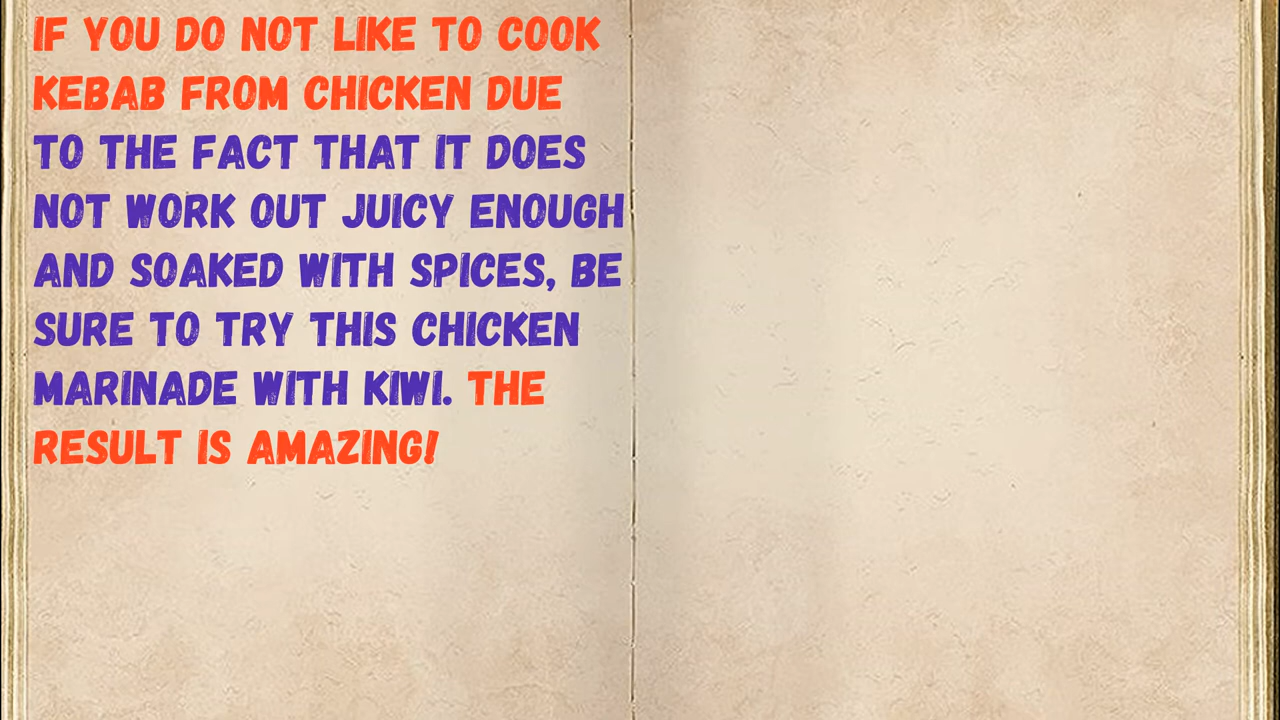 IF YOU DO NOT LIKE TO COOK
KEBAB FROM CHICKEN DUE
TO THE FACT THAT IT DOES
NOT WORK OUT JUICY ENOUGH
AND SOAKED WITH SPICES, BE
SURE TO TRY THIS CHICKEN
MARINADE WITH KIWI. THE
RESULT IS AMAZING!